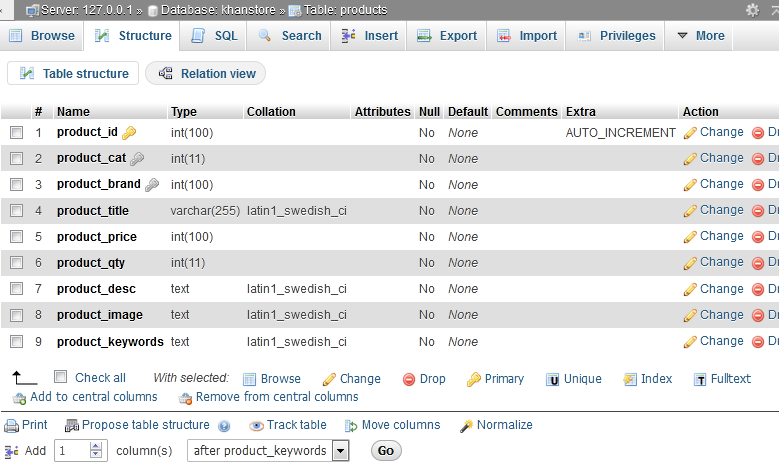 Server: 127.0.0.1 » Database: khanstore » Table: products
Browse Structure SQL Search Insert Export Import Privileges More
Table structure Relation view
# Name Type Collation Attributes Null Default Comments Extra Action
1 product_id int(100) No None AUTO_INCREMENT Change Dr
2 product_cat int(11) No None Change Dr
3 product_brand int(100) No None Change Dr
4 product_title varchar(255) latin1_swedish_ci No None Change Dr
5 product_price int(100) No None Change Dr
6 product_qty int(11) No None Change Dr
7 product_desc text latin1_swedish_ci No None Change Dr
8 product_image text latin1_swedish_ci No None Change Dr
9 product_keywords text latin1_swedish_ci No None Change Dr
Check all With selected: Browse Change Drop Primary Unique Index Fulltext
Add to central columns Remove from central columns
Print Propose table structure Track table Move columns Normalize
Add 1 column(s) after product_keywords Go